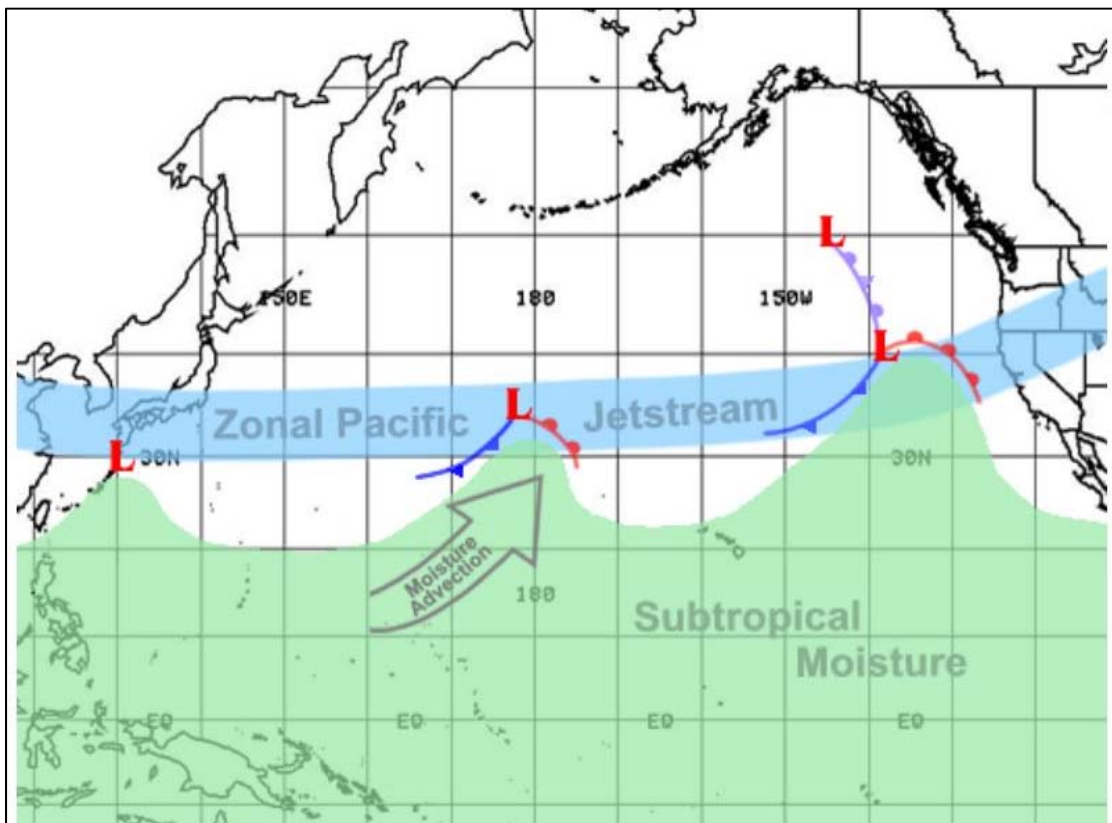 L
150E 180 150W
L
L
Zonal Pacific Jetstream
L 30N 30N
Moisture
Advection
180
Subtropical
Moisture
EQ EQ EQ EQ